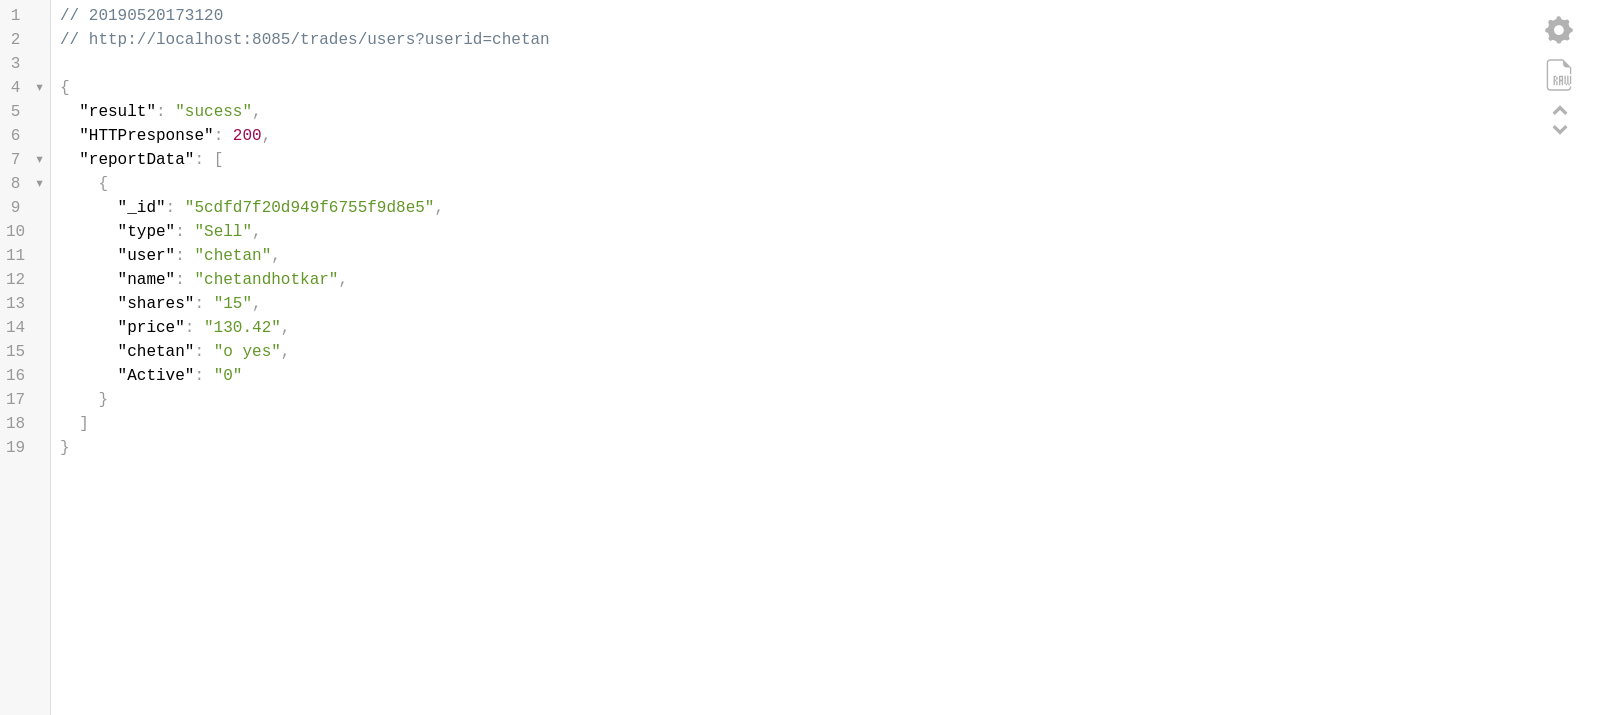 1 // 20190520173120
2 // http://localhost:8085/trades/users?userid=chetan
3
4 ▼ {
5 "result": "sucess",
6 "HTTPresponse": 200,
7 ▼ "reportData": [
8 ▼ {
9 "_id": "5cdfd7f20d949f6755f9d8e5",
10 "type": "Sell",
11 "user": "chetan",
12 "name": "chetandhotkar",
13 "shares": "15",
14 "price": "130.42",
15 "chetan": "o yes",
16 "Active": "0"
17 }
18 ]
19 }
RAW